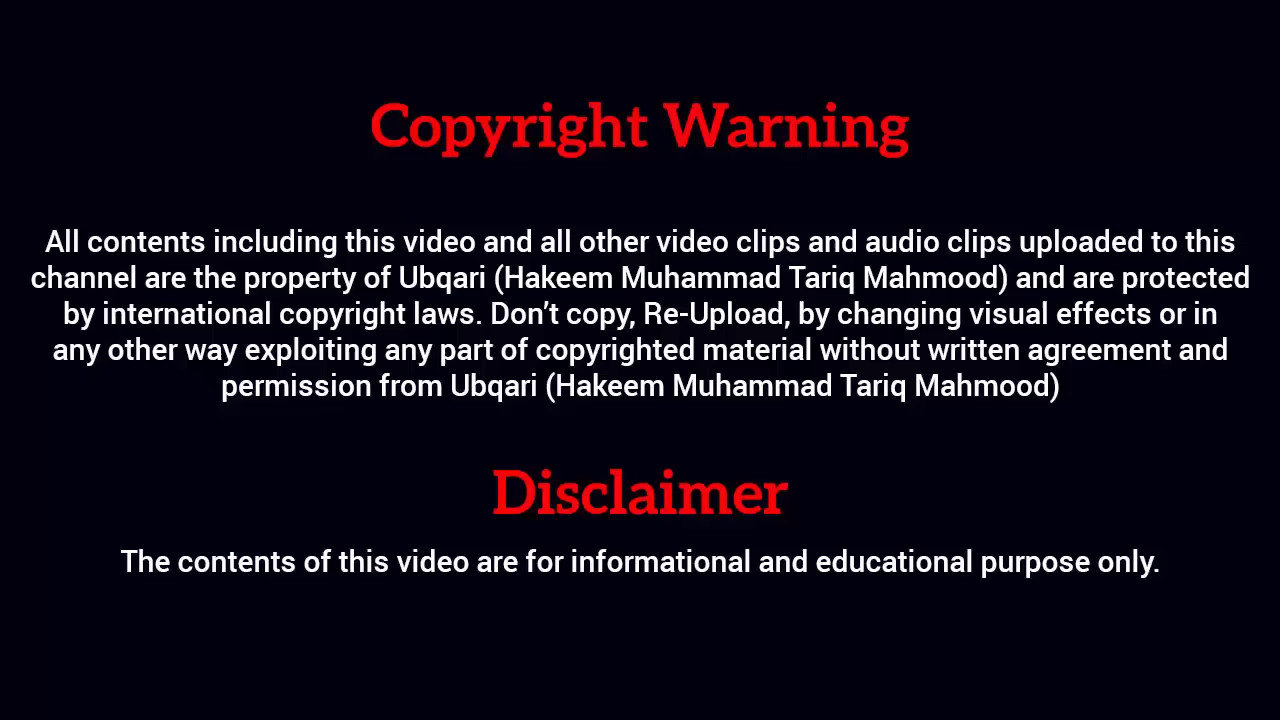 Copyright Warning
All contents including this video and all other video clips and audio clips uploaded to this
channel are the property of Ubqari (Hakeem Muhammad Tariq Mahmood) and are protected
by international copyright laws. Don’t copy, Re-Upload, by changing visual effects or in
any other way exploiting any part of copyrighted material without written agreement and
permission from Ubqari (Hakeem Muhammad Tariq Mahmood)
Disclaimer
The contents of this video are for informational and educational purpose only.